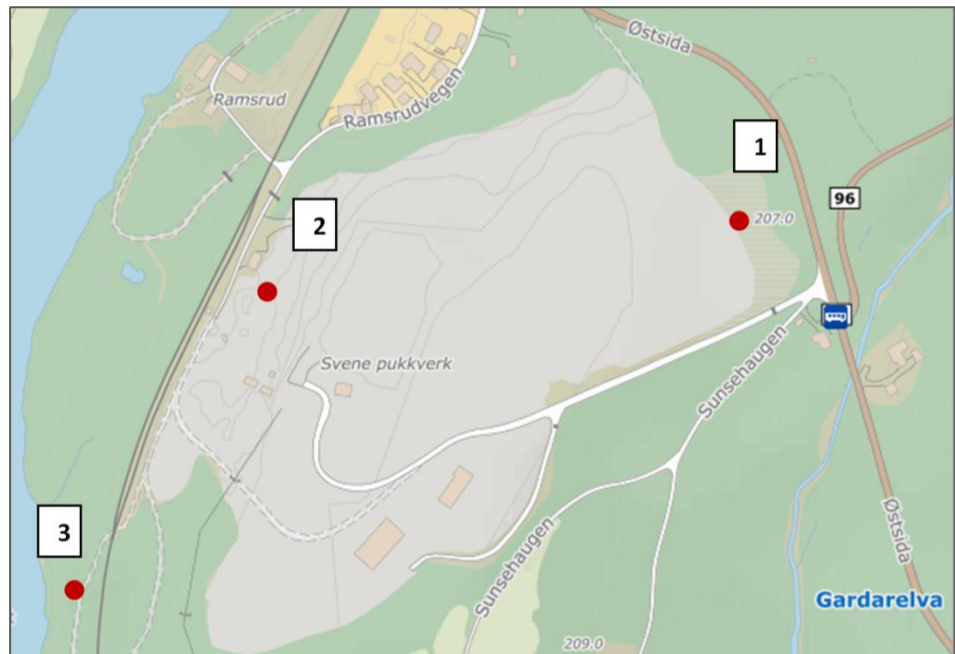 Østsida
Ramsrud
Ramsrudvegen
1
96
2
207.0
Svene pukkverk
Sunsehaugen
3
Østsida
Sunsehaugen
Gardarelva
209.0